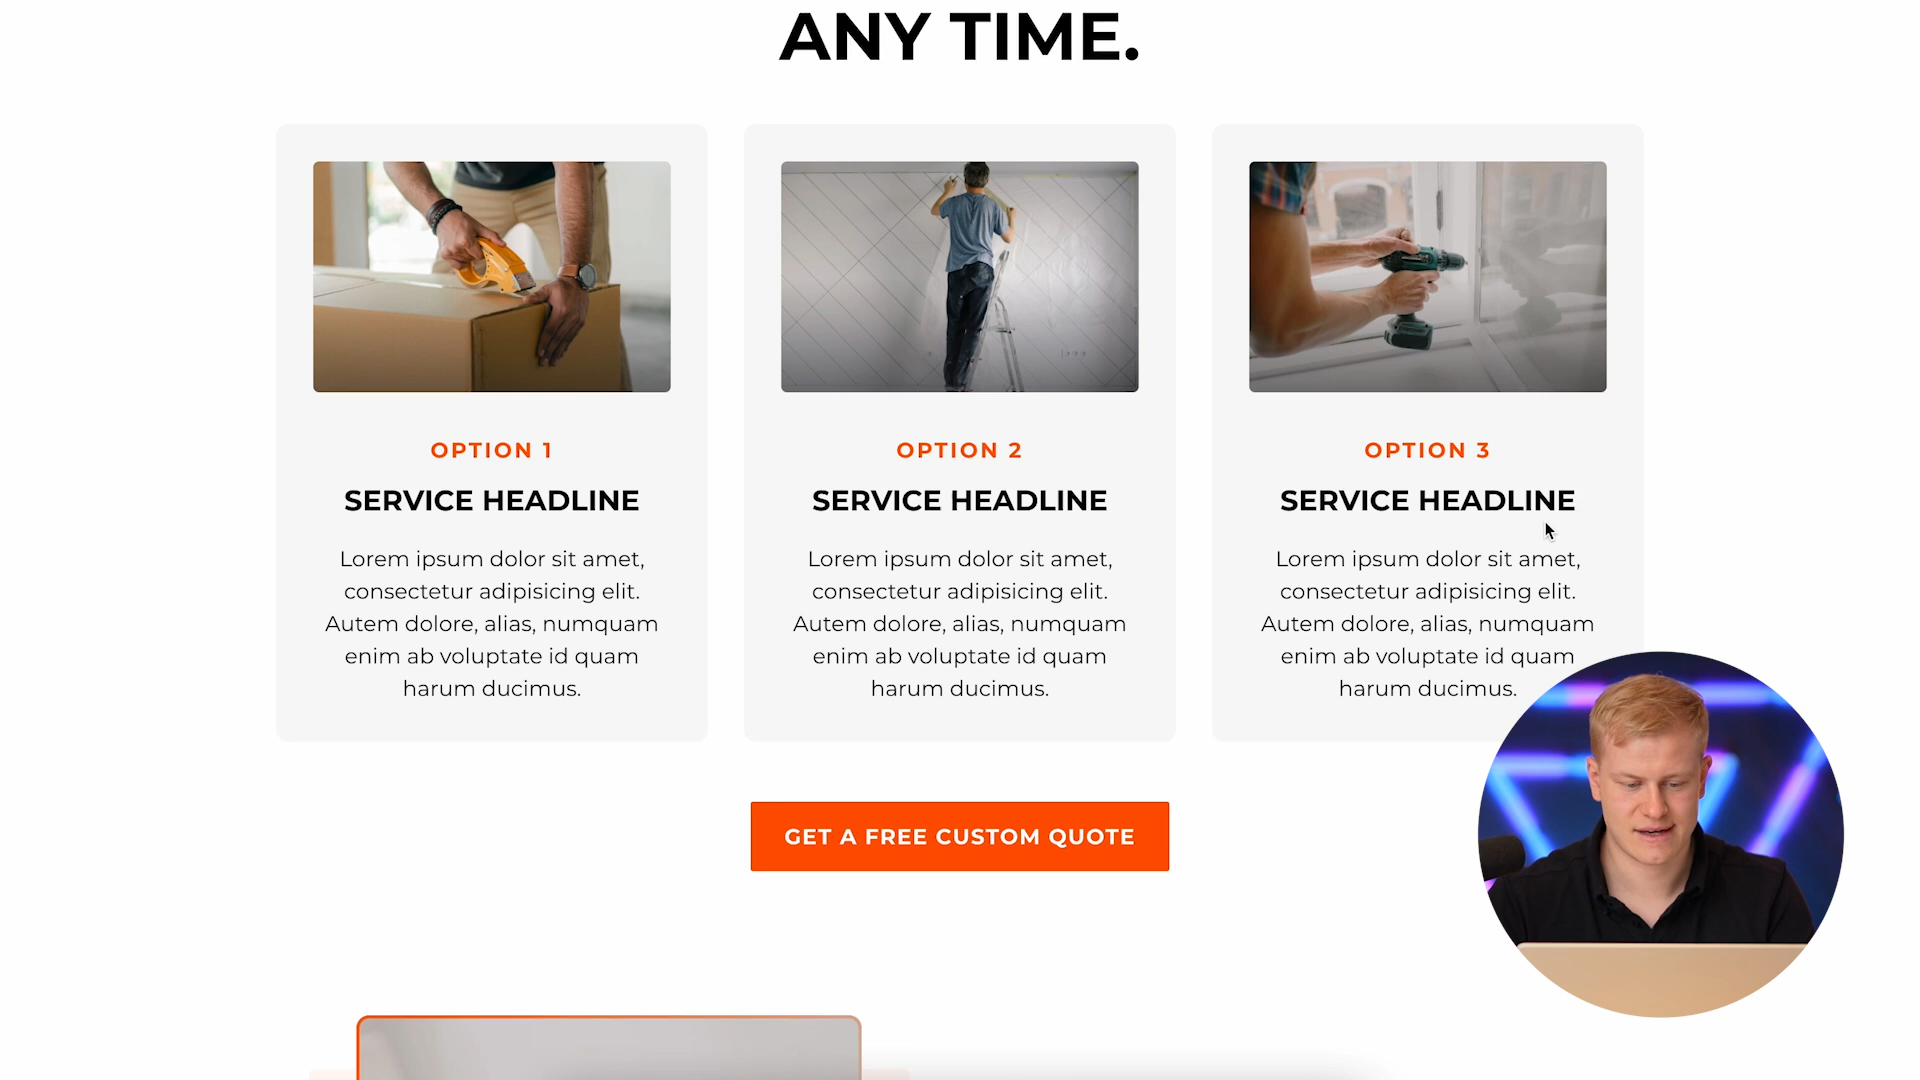 ANY TIME.
OPTION 1
SERVICE HEADLINE
Lorem ipsum dolor sit amet,
consectetur adipisicing elit.
Autem dolore, alias, numquam
enim ab voluptate id quam
harum ducimus.
OPTION 2
SERVICE HEADLINE
Lorem ipsum dolor sit amet,
consectetur adipisicing elit.
Autem dolore, alias, numquam
enim ab voluptate id quam
harum ducimus.
OPTION 3
SERVICE HEADLINE
Lorem ipsum dolor sit amet,
consectetur adipisicing elit.
Autem dolore, alias, numquam
enim ab voluptate id quam
harum ducimus.
GET A FREE CUSTOM QUOTE